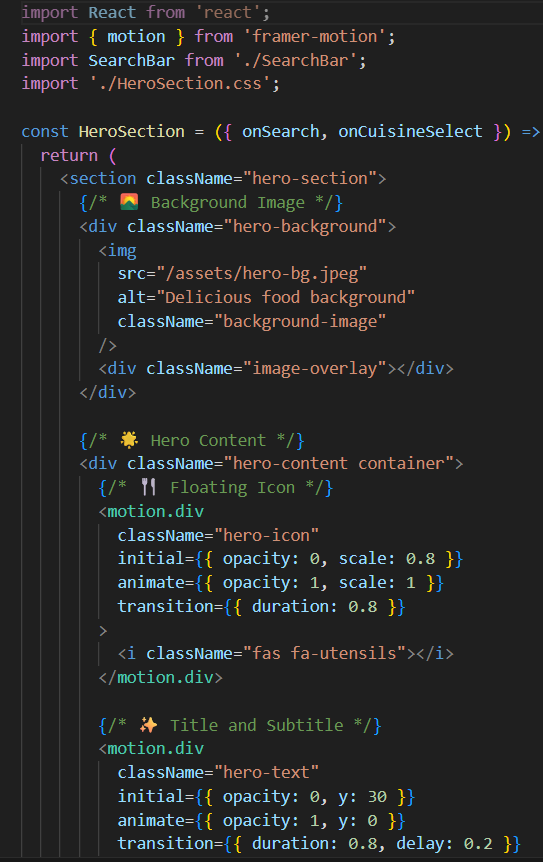 import React from 'react';
import { motion } from 'framer-motion';
import SearchBar from './SearchBar';
import './HeroSection.css';

const HeroSection = ({ onSearch, onCuisineSelect }) =>
  return (
    <section className="hero-section">
      {/* 🌄 Background Image */}
      <div className="hero-background">
        <img
          src="/assets/hero-bg.jpeg"
          alt="Delicious food background"
          className="background-image"
        />
        <div className="image-overlay"></div>
      </div>

      {/* 🌟 Hero Content */}
      <div className="hero-content container">
        {/* 🍴 Floating Icon */}
        <motion.div
          className="hero-icon"
          initial={{ opacity: 0, scale: 0.8 }}
          animate={{ opacity: 1, scale: 1 }}
          transition={{ duration: 0.8 }}
        >
          <i className="fas fa-utensils"></i>
        </motion.div>

        {/* ✨ Title and Subtitle */}
        <motion.div
          className="hero-text"
          initial={{ opacity: 0, y: 30 }}
          animate={{ opacity: 1, y: 0 }}
          transition={{ duration: 0.8, delay: 0.2 }}